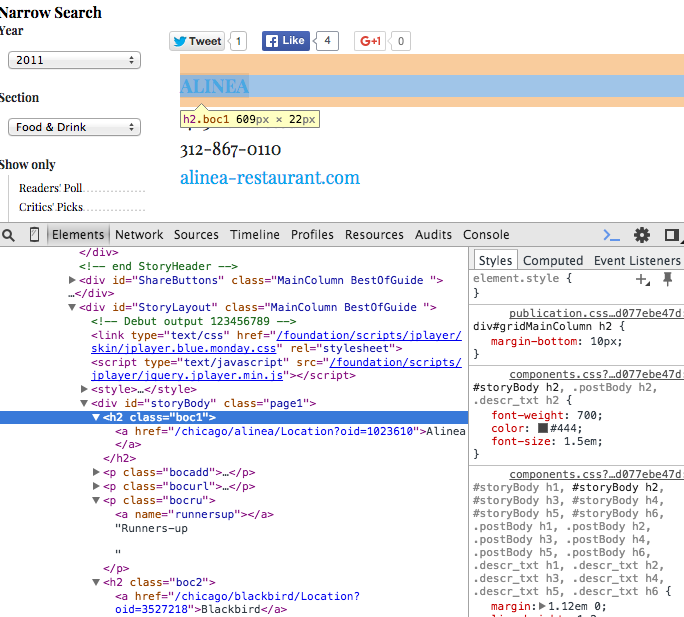 Narrow Search
Year
2011
Section
Food & Drink
Show only
Readers' Poll
Critics' Picks
Tweet 1 Like 4 G+1 0
ALINEA
h2.boc1 609px × 22px
312-867-0110
alinea-restaurant.com
Elements Network Sources Timeline Profiles Resources Audits Console
</div>
<!-- end StoryHeader -->
▶<div id="ShareButtons" class="MainColumn BestOfGuide ">
…</div>
▼<div id="StoryLayout" class="MainColumn BestOfGuide ">
<!-- Debut output 123456789 -->
<link type="text/css" href="/foundation/scripts/jplayer/
skin/jplayer.blue.monday.css" rel="stylesheet">
<script type="text/javascript" src="/foundation/scripts/
jplayer/jquery.jplayer.min.js"></script>
▶<style>…</style>
▼<div id="storyBody" class="page1">
▼<h2 class="boc1">
<a href="/chicago/alinea/Location?oid=1023610">Alinea
</a>
</h2>
▶<p class="bocadd">…</p>
▶<p class="bocurl">…</p>
▼<p class="bocru">
<a name="runnersup"></a>
"Runners-up
"
</p>
▼<h2 class="boc2">
<a href="/chicago/blackbird/Location?
oid=3527218">Blackbird</a>
Styles Computed Event Listeners
element.style {
}
publication.css…d077ebe47d:
div#gridMainColumn h2 {
margin-bottom: 10px;
}
components.css?…d077ebe47d:
#storyBody h2, .postBody h2,
.descr_txt h2 {
font-weight: 700;
color: #444;
font-size: 1.5em;
}
components.css?…d077ebe47d:
#storyBody h1, #storyBody h2,
#storyBody h3, #storyBody h4,
#storyBody h5, #storyBody h6,
.postBody h1, .postBody h2,
.postBody h3, .postBody h4,
.postBody h5, .postBody h6,
.descr_txt h1, .descr_txt h2,
.descr_txt h3, .descr_txt h4,
.descr_txt h5, .descr_txt h6 {
margin:▶1.12em 0;